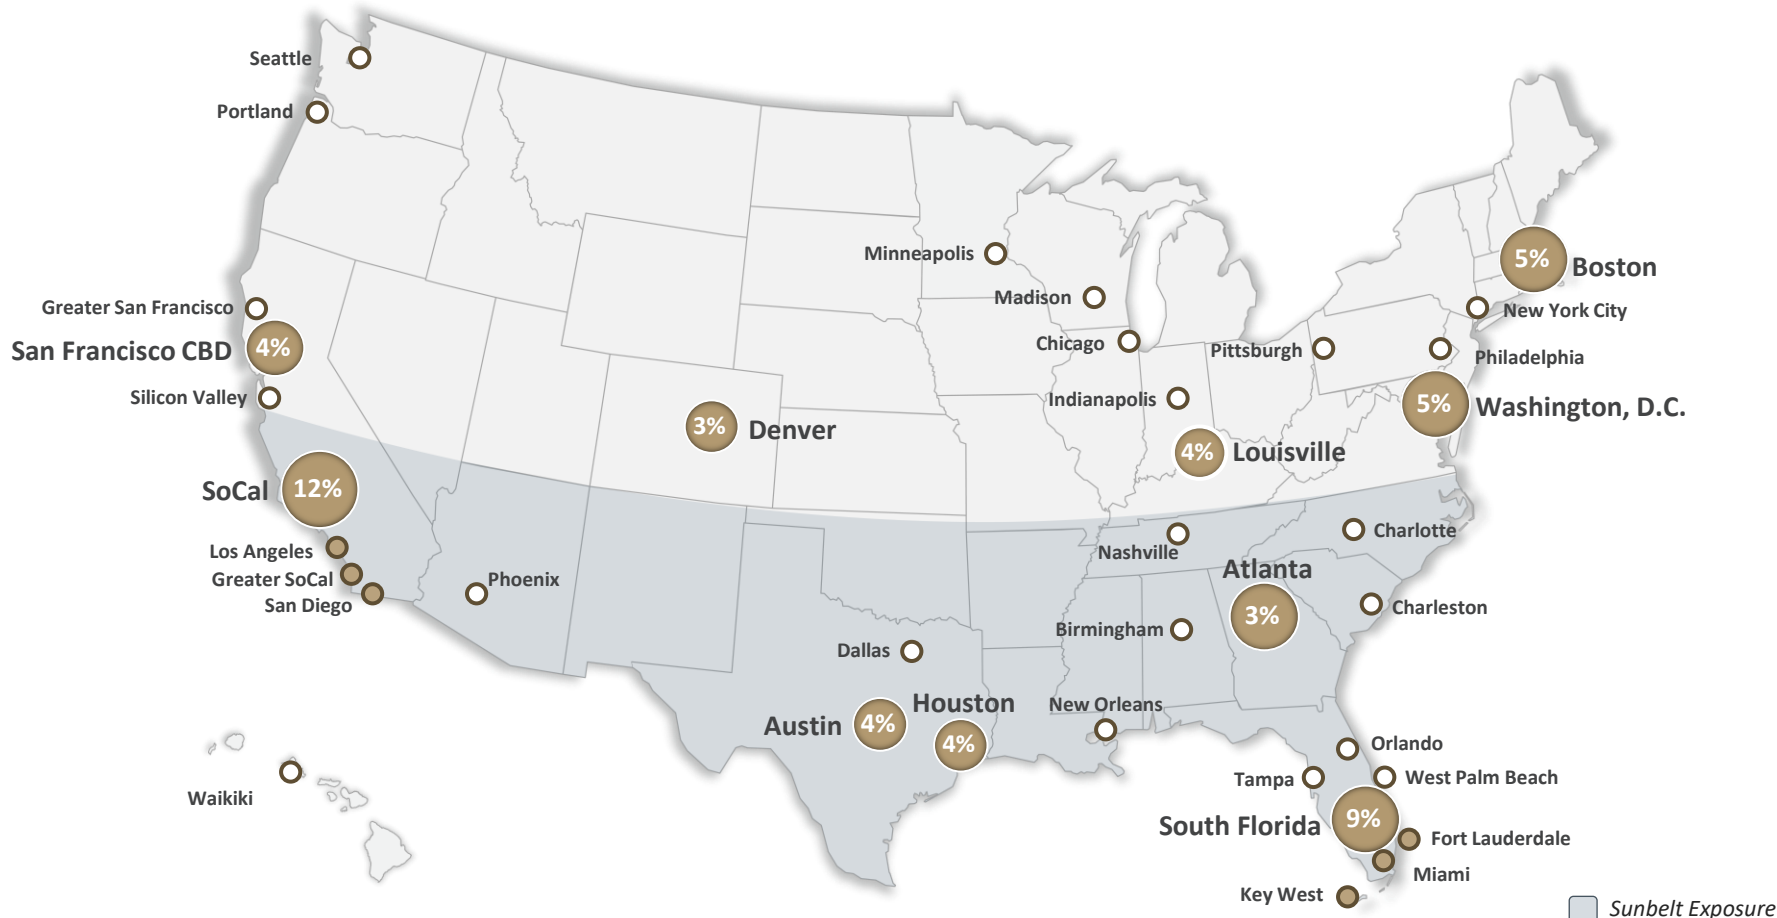 Seattle
Portland
Minneapolis
Madison
Chicago
5%
Boston
New York City
Pittsburgh
Philadelphia
Greater San Francisco
San Francisco CBD
4%
Silicon Valley
Indianapolis
5%
Washington, D.C.
3%
Denver
4%
Louisville
SoCal
12%
Los Angeles
Greater SoCal
San Diego
Phoenix
Nashville
Charlotte
Atlanta
3%
Charleston
Birmingham
Dallas
Houston
4%
Austin
4%
New Orleans
Orlando
Tampa
West Palm Beach
South Florida
9%
Fort Lauderdale
Miami
Key West
Waikiki
Sunbelt Exposure